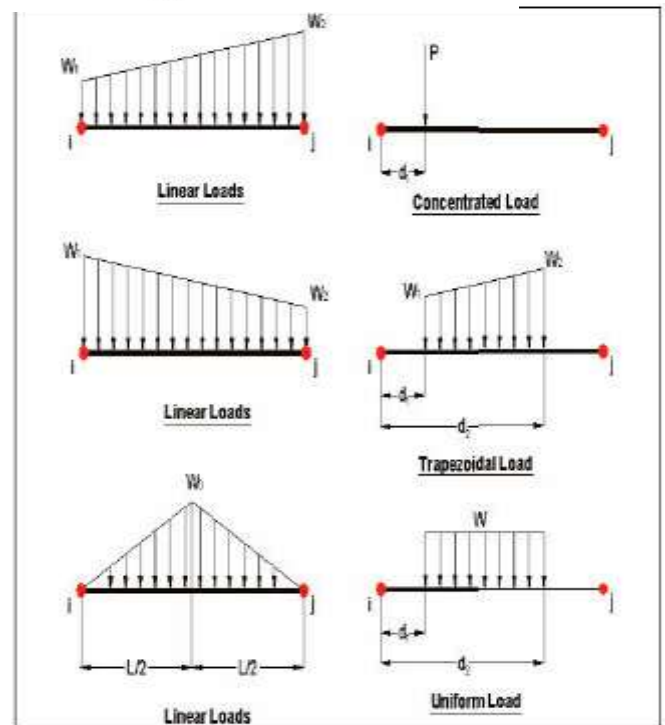 W₂
W₁
P
i
j
i
j
d₁
Linear Loads
Concentrated Load
W₁
W₂
W₂
W₁
i
j
i
j
d₁
Linear Loads
d₂
Trapezoidal Load
W
i
j
i
j
d₁
L/2
L/2
d₂
Linear Loads
Uniform Load